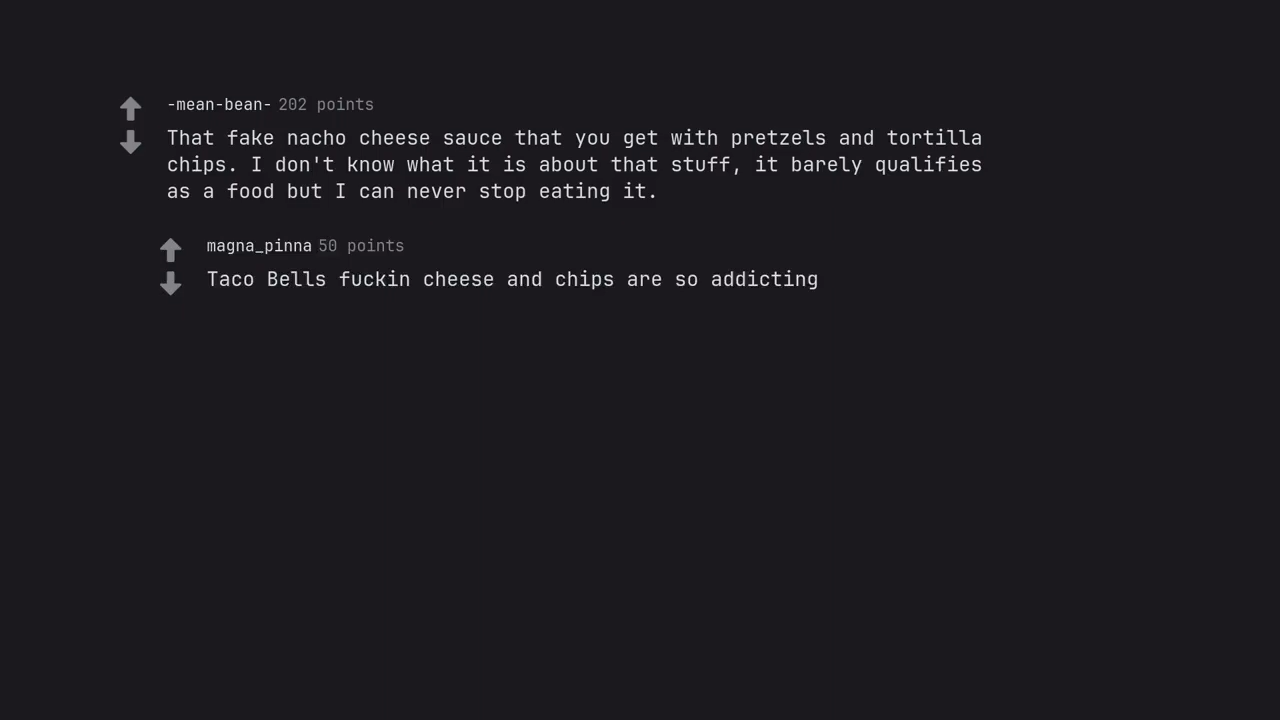 -mean-bean- 202 points
That fake nacho cheese sauce that you get with pretzels and tortilla
chips. I don't know what it is about that stuff, it barely qualifies
as a food but I can never stop eating it.
magna_pinna 50 points
Taco Bells fuckin cheese and chips are so addicting